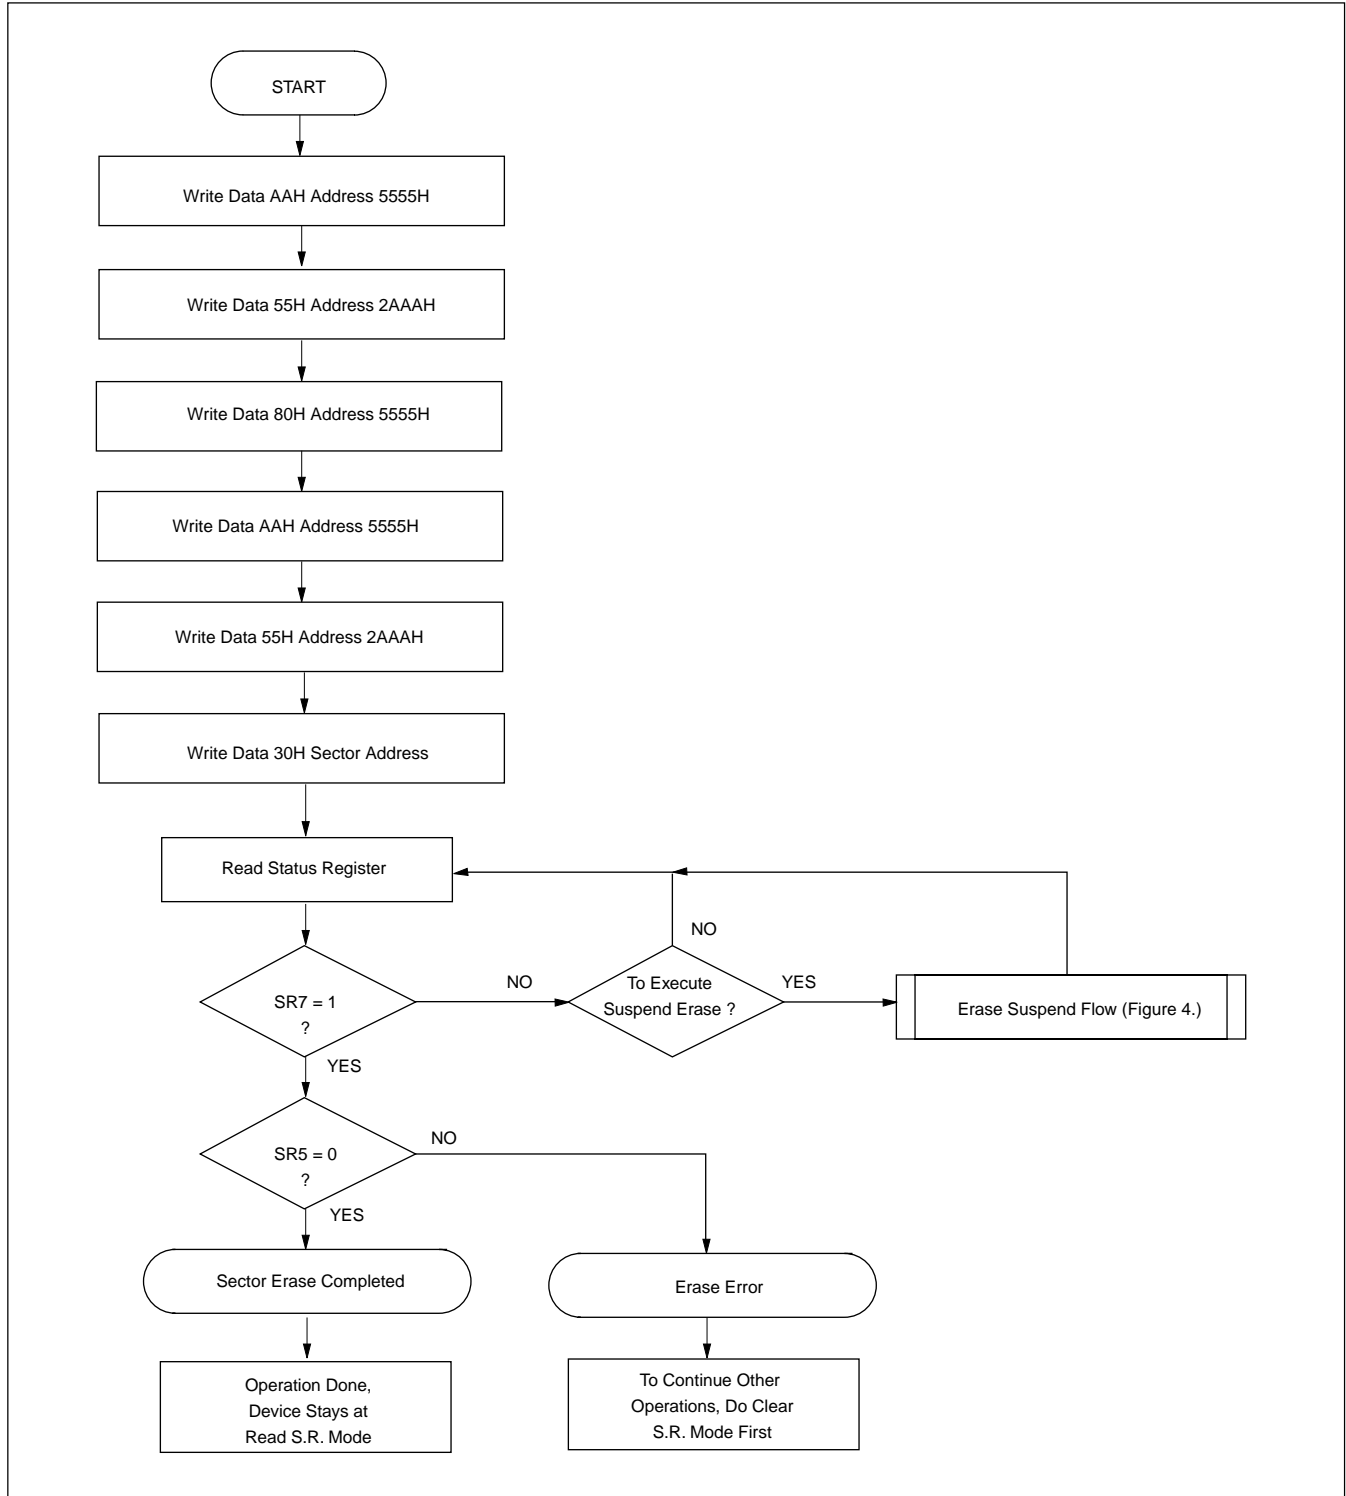 START
Write Data AAH Address 5555H
Write Data 55H Address 2AAAH
Write Data 80H Address 5555H
Write Data AAH Address 5555H
Write Data 55H Address 2AAAH
Write Data 30H Sector Address
Read Status Register
NO
To Execute
Suspend Erase ?
YES
Erase Suspend Flow (Figure 4.)
NO
SR7 = 1
?
YES
NO
SR5 = 0
?
YES
Sector Erase Completed
Erase Error
Operation Done,
Device Stays at
Read S.R. Mode
To Continue Other
Operations, Do Clear
S.R. Mode First